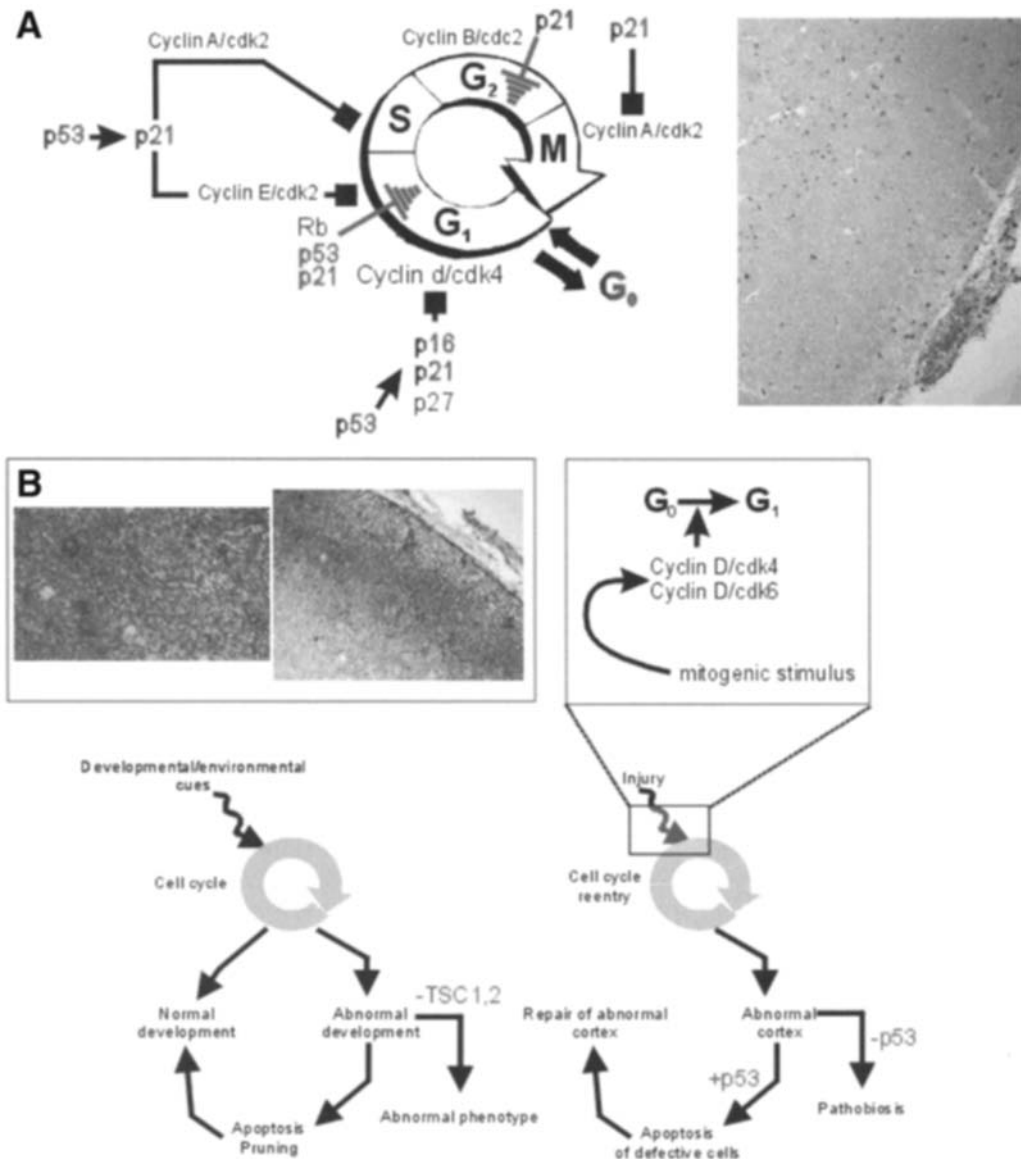 A
Cyclin A/cdk2
Cyclin B/cdc2
p21
p21
G2
S
M
p53
p21
Cyclin A/cdk2
Cyclin E/cdk2
Rb
p53
p21
G1
Cyclin d/cdk4
G0
p16
p21
p27
p53
B
G0
G1
Cyclin D/cdk4
Cyclin D/cdk6
mitogenic stimulus
Developmental/environmental
cues
Cell cycle
Normal
development
Abnormal
development
-TSC1,2
Apoptosis
Pruning
Abnormal phenotype
Injury
Cell cycle
reentry
Repair of abnormal
cortex
Abnormal
cortex
-p53
+p53
Pathobiosis
Apoptosis
of defective cells